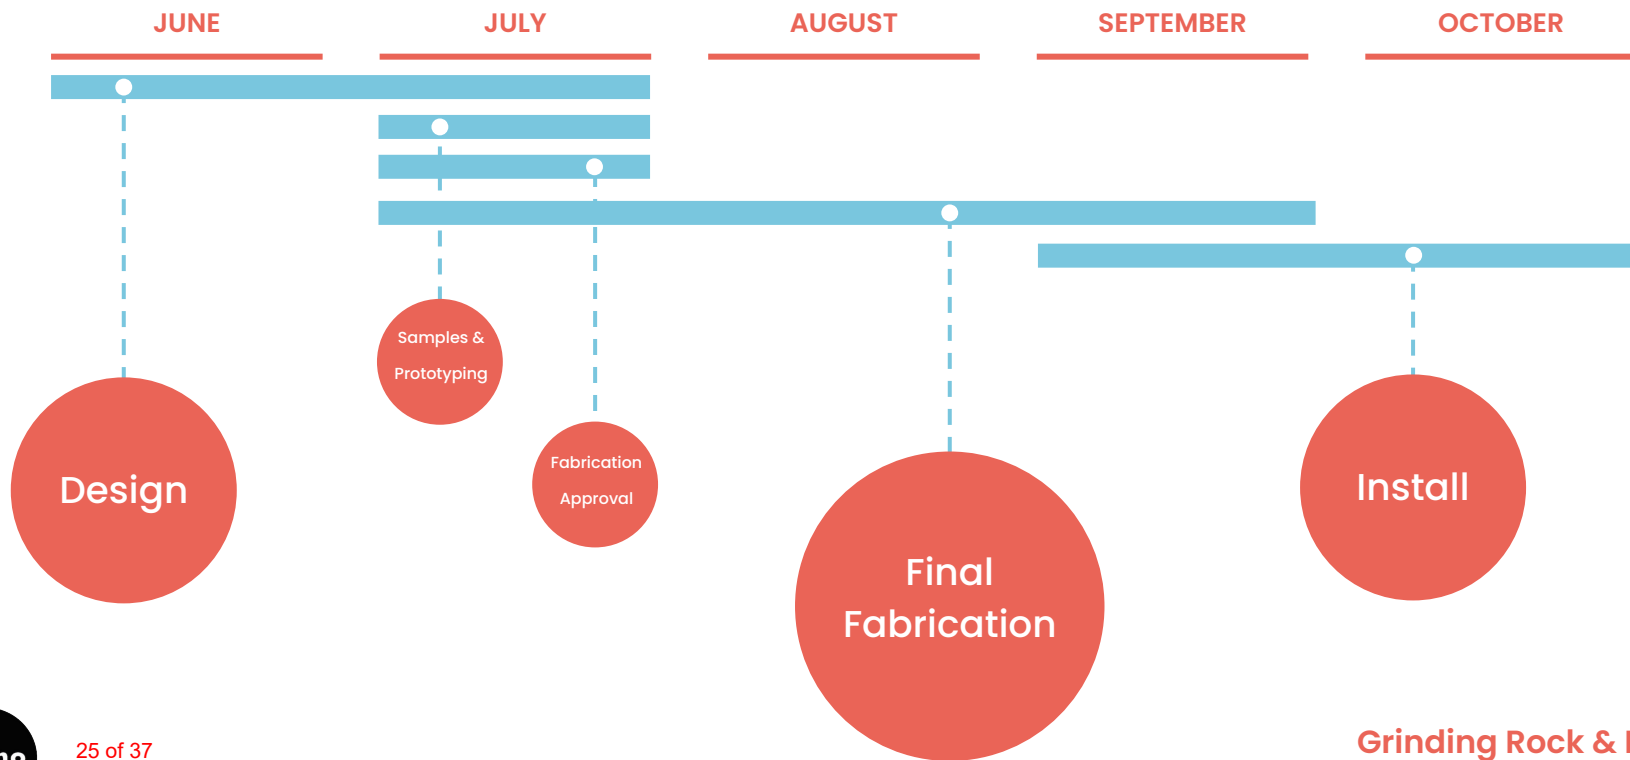 JUNE
JULY
AUGUST
SEPTEMBER
OCTOBER
Samples &
Prototyping
Fabrication
Approval
Design
Install
Final
Fabrication
25 of 37
Grinding Rock &